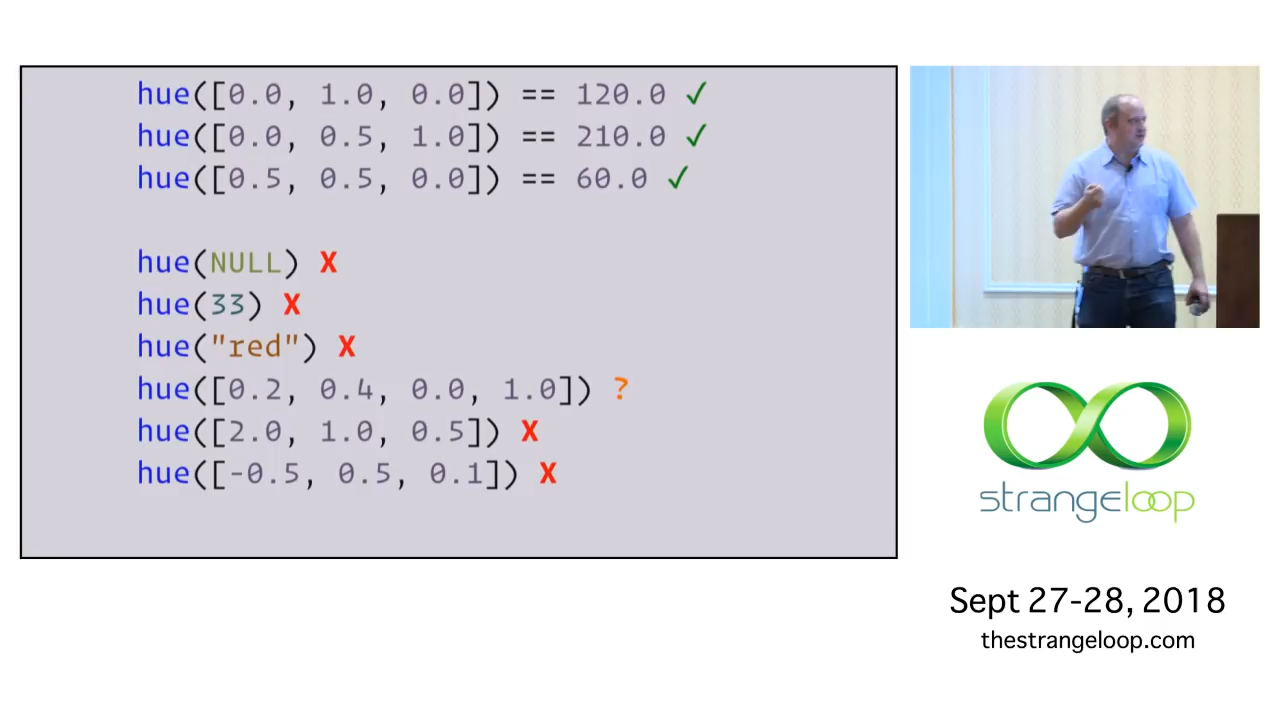 hue([0.0, 1.0, 0.0]) == 120.0 ✓
hue([0.0, 0.5, 1.0]) == 210.0 ✓
hue([0.5, 0.5, 0.0]) == 60.0 ✓
hue(NULL) X
hue(33) X
hue("red") X
hue([0.2, 0.4, 0.0, 1.0]) ?
hue([2.0, 1.0, 0.5]) X
hue([-0.5, 0.5, 0.1]) X
strangeloop
Sept 27-28, 2018
thestrangeloop.com